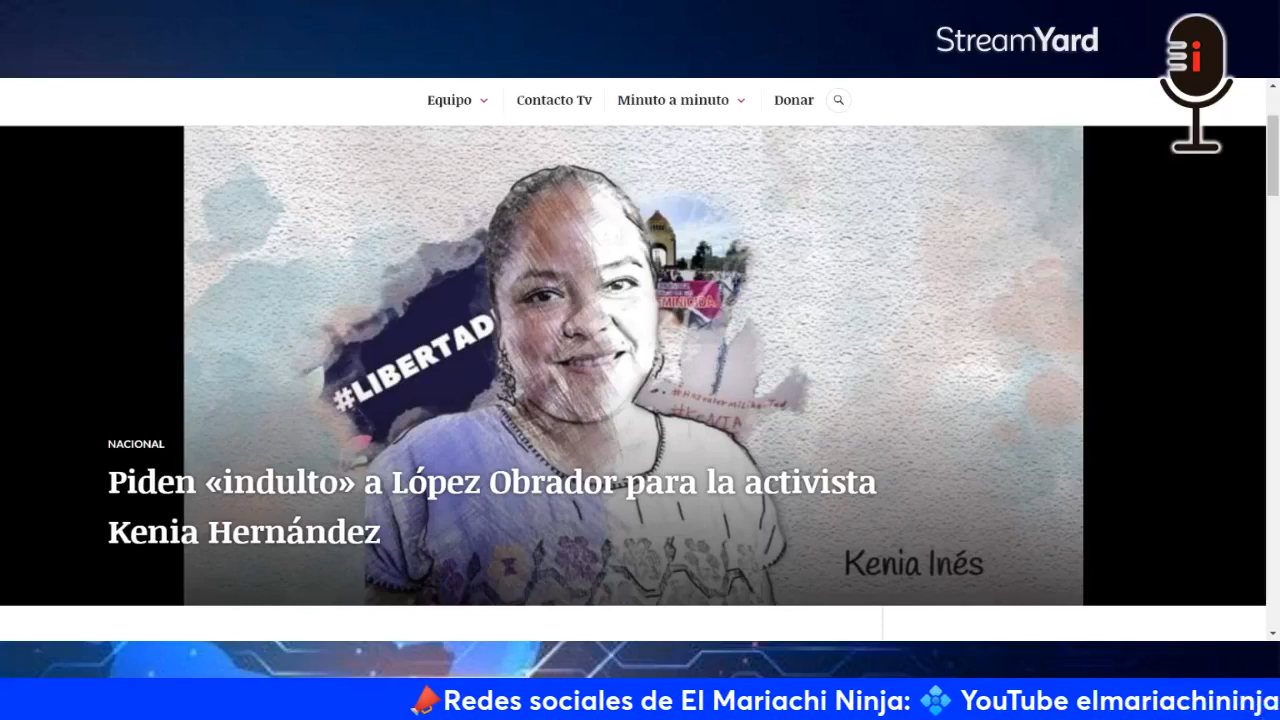 StreamYard
i
Equipo
Contacto Tv
Minuto a minuto
Donar
#LIBERTAD
#KeNIA
NACIONAL
Piden «indulto» a López Obrador para la activista
Kenia Hernández
Kenia Inés
Redes sociales de El Mariachi Ninja: YouTube elmariachininja